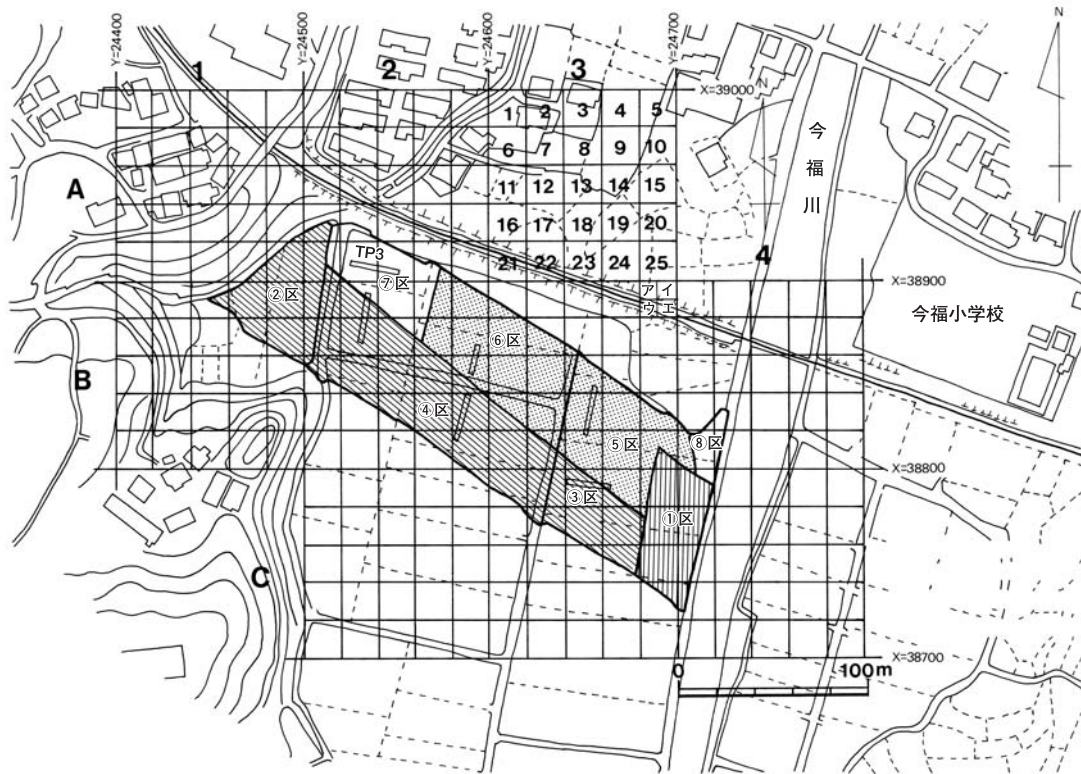 Y=24400
Y=24500
Y=24600
Y=24700
N
1
2
3
X=39000
N
1 2 3 4 5
6 7 8 9 10
11 12 13 14 15
16 17 18 19 20
21 22 23 24 25
今福川
A
4
TP3
②区
⑦区
X=38900
アイ
ウエ
今福小学校
⑥区
B
④区
⑤区
⑧区
X=38800
③区
①区
C
X=38700
0
100m